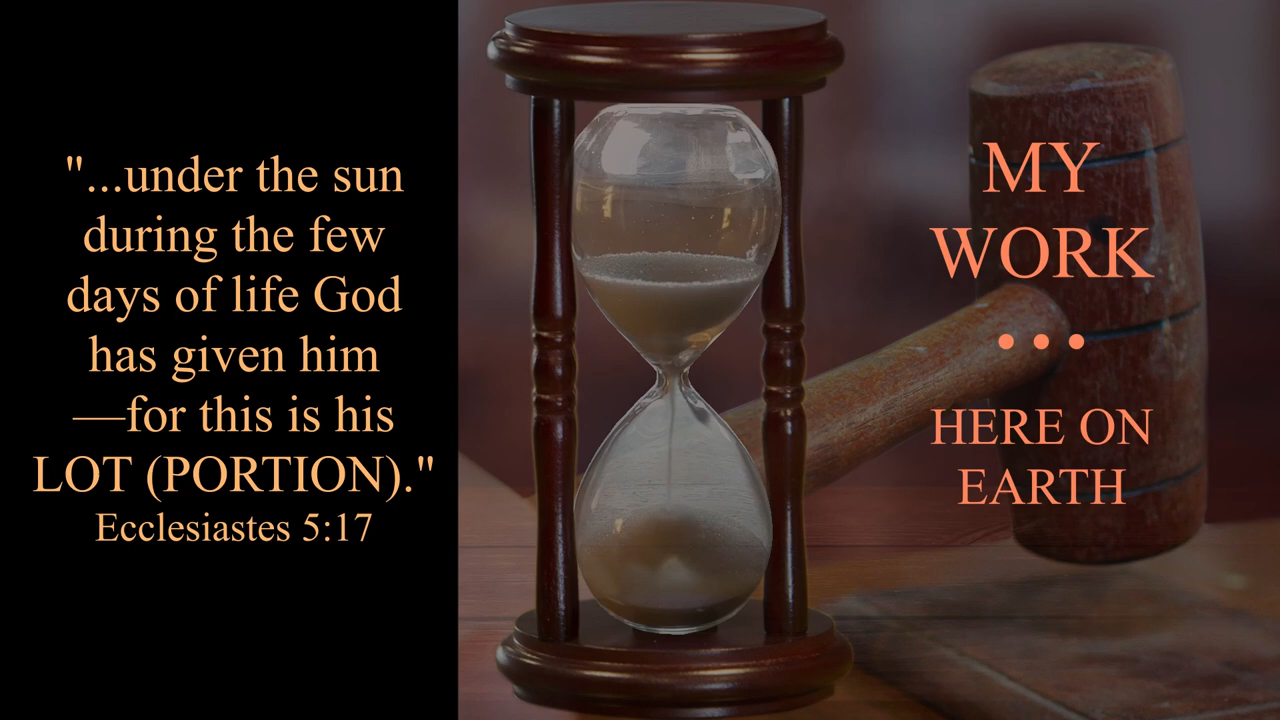 "...under the sun
during the few
days of life God
has given him
—for this is his
LOT (PORTION)."
Ecclesiastes 5:17
MY
WORK
...
HERE ON
EARTH